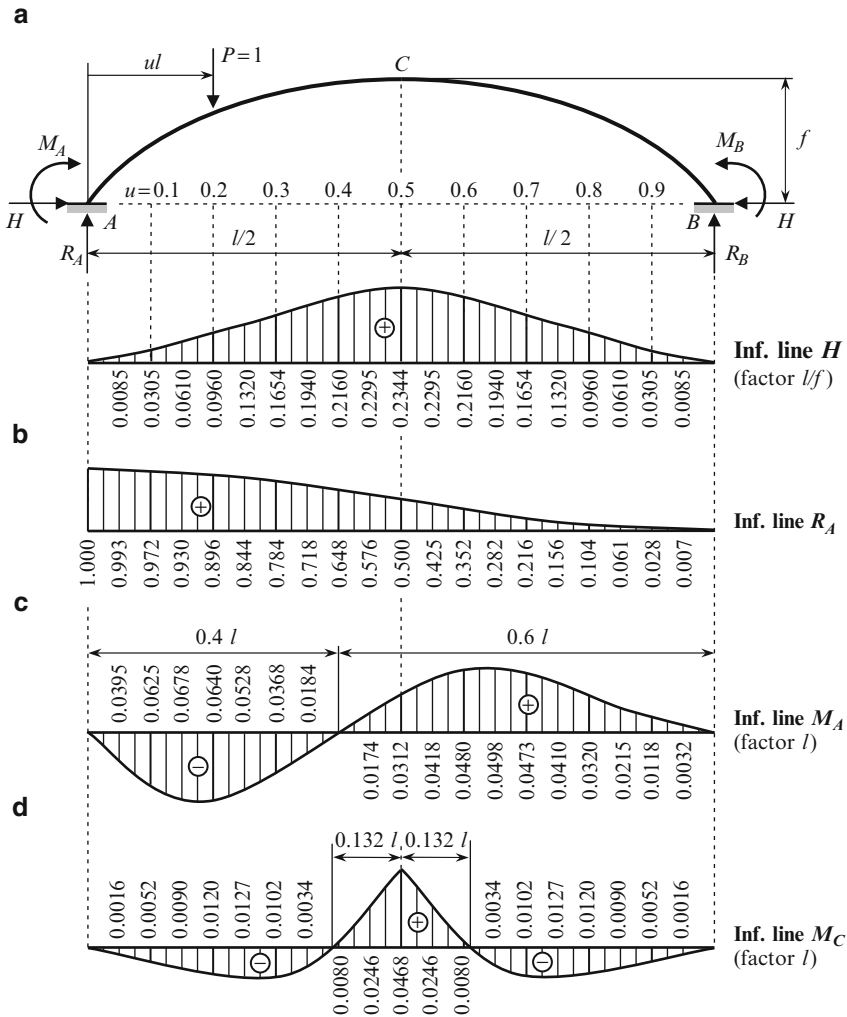 a
ul
P=1
C
M_A
M_B
f
u=0.1 0.2 0.3 0.4 0.5 0.6 0.7 0.8 0.9
H A B H
R_A l/2 l/2 R_B
+
Inf. line H
(factor l/f)
0.0085 0.0305 0.0610 0.0960 0.1320 0.1654 0.1940 0.2160 0.2295 0.2344 0.2295 0.2160 0.1940 0.1654 0.1320 0.0960 0.0610 0.0305 0.0085
b
+
Inf. line R_A
1.000 0.993 0.972 0.930 0.896 0.844 0.784 0.718 0.648 0.576 0.500 0.425 0.352 0.282 0.216 0.156 0.104 0.061 0.028 0.007
c
0.4 l 0.6 l
0.0395 0.0625 0.0678 0.0640 0.0528 0.0368 0.0184
+
Inf. line M_A
(factor l)
−
0.0174 0.0312 0.0418 0.0480 0.0498 0.0473 0.0410 0.0320 0.0215 0.0118 0.0032
d
0.132 l 0.132 l
0.0016 0.0052 0.0090 0.0120 0.0127 0.0102 0.0034 0.0034 0.0102 0.0127 0.0120 0.0090 0.0052 0.0016
+
Inf. line M_C
(factor l)
− −
0.0080 0.0246 0.0468 0.0246 0.0080